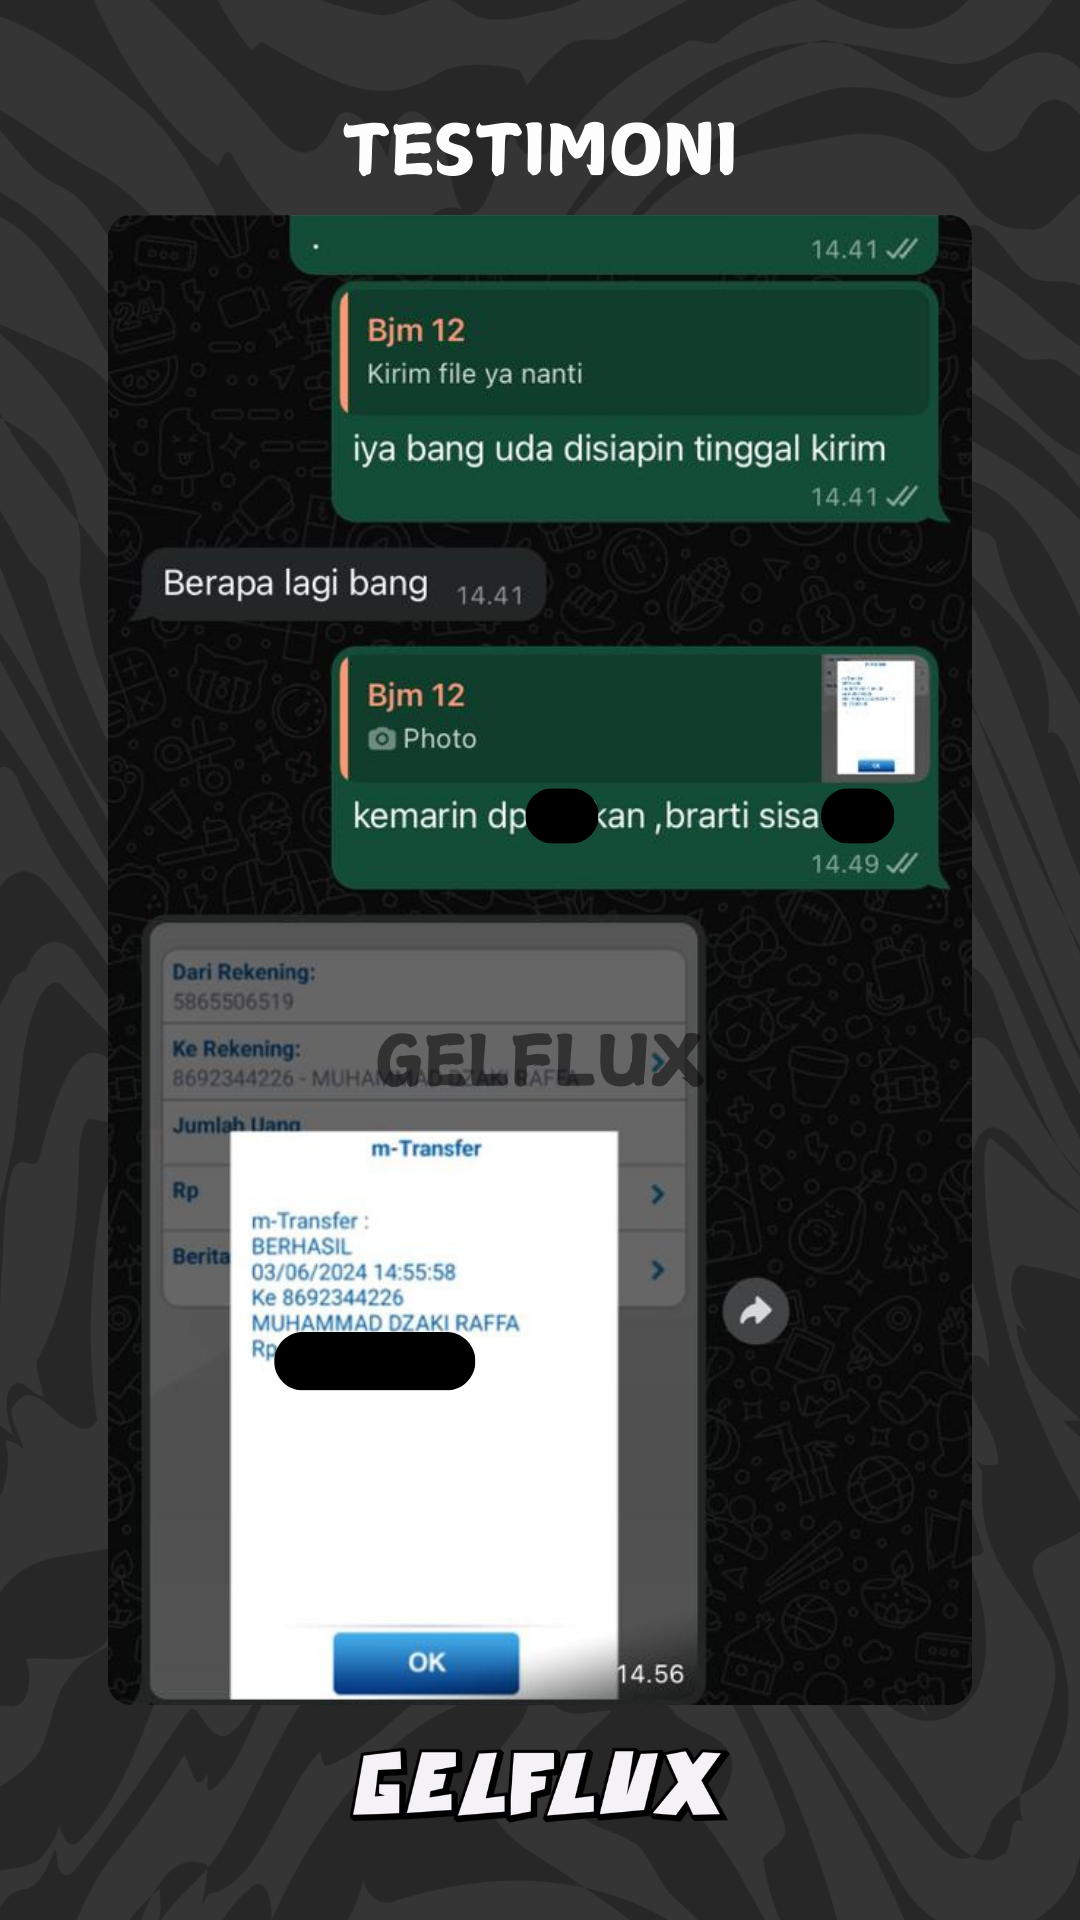 TESTIMONI
.
14.41
Bjm 12
Kirim file ya nanti
iya bang uda disiapin tinggal kirim
14.41
Berapa lagi bang
14.41
Bjm 12
Photo
kemarin dp kan ,brarti sisa
14.49
Dari Rekening:
5865506519
Ke Rekening:
8692344226 - MUHAMMAD DZAKI RAFFA
GELFLUX
Jumlah Uang
Rp
Berita
m-Transfer
m-Transfer :
BERHASIL
03/06/2024 14:55:58
Ke 8692344226
MUHAMMAD DZAKI RAFFA
Rp
OK
14.56
GELFLUX